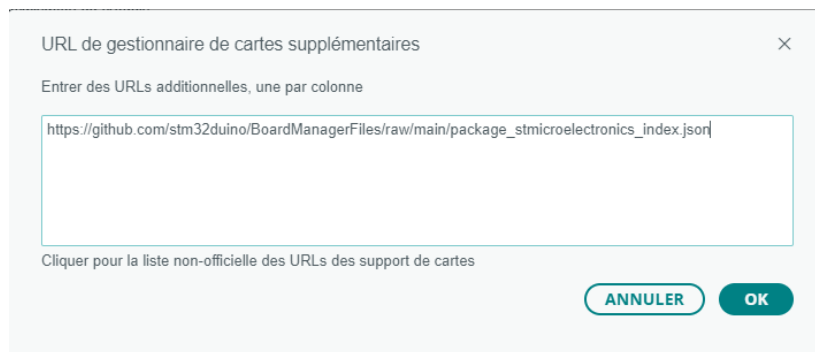 URL de gestionnaire de cartes supplémentaires
Entrer des URLs additionnelles, une par colonne
https://github.com/stm32duino/BoardManagerFiles/raw/main/package_stmicroelectronics_index.json
Cliquer pour la liste non-officielle des URLs des support de cartes
ANNULER OK